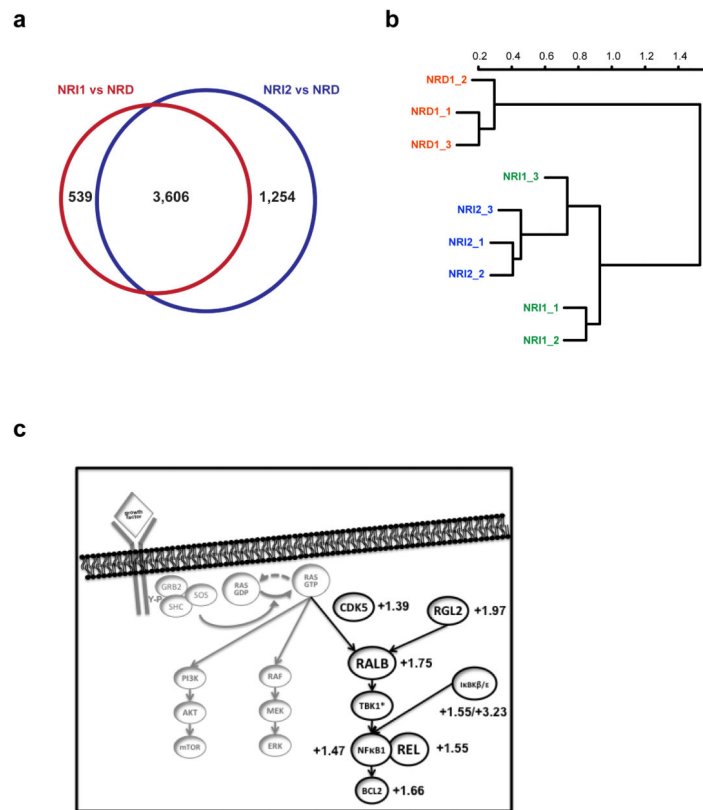 a
NRI1 vs NRD
NRI2 vs NRD
539
3,606
1,254
b
0.2 0.4 0.6 0.8 1.0 1.2 1.4
NRD1_2
NRD1_1
NRD1_3
NRI1_3
NRI2_3
NRI2_1
NRI2_2
NRI1_1
NRI1_2
c
growth
factor
Y-P
GRB2
SHC
SOS
RAS
GDP
RAS
GTP
CDK5
+1.39
RGL2
+1.97
RALB
+1.75
PI3K
RAF
IκBKβ/ε
+1.55/+3.23
AKT
MEK
TBK1*
mTOR
ERK
+1.47
NFκB1
REL
+1.55
BCL2
+1.66